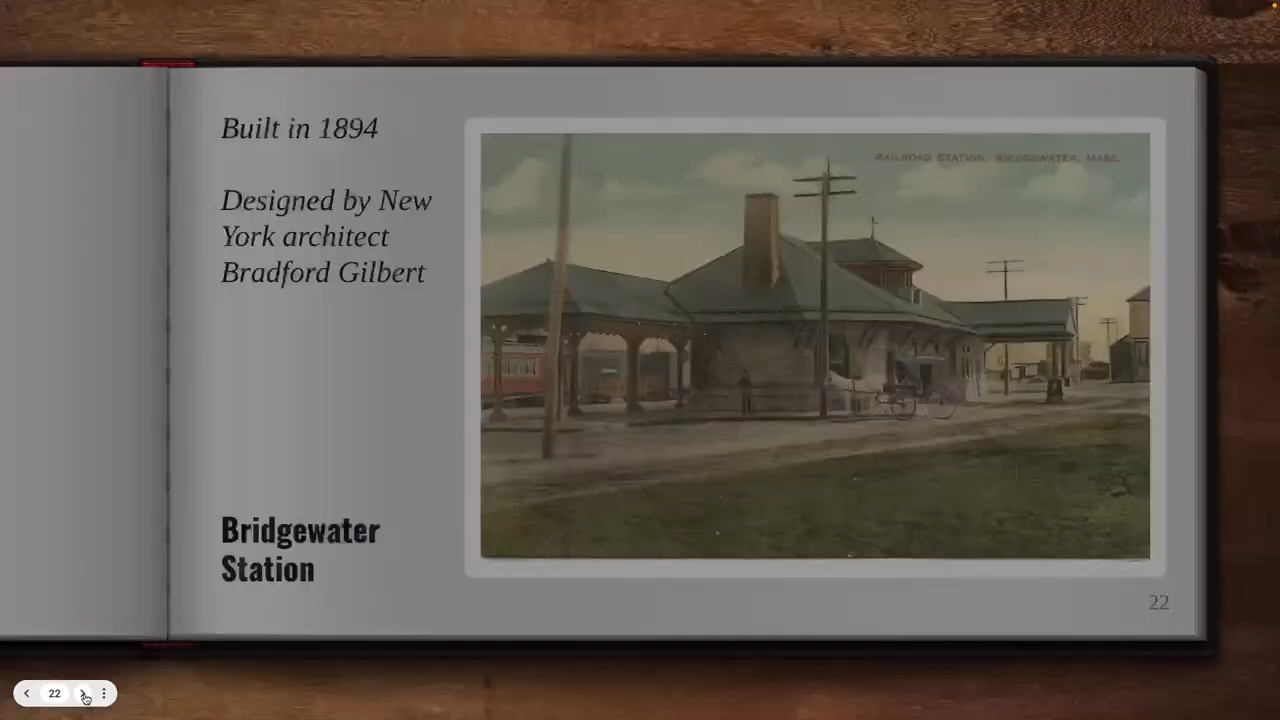 Built in 1894
Designed by New
York architect
Bradford Gilbert
RAILROAD STATION, BRIDGEWATER, MASS.
Bridgewater
Station
22
22